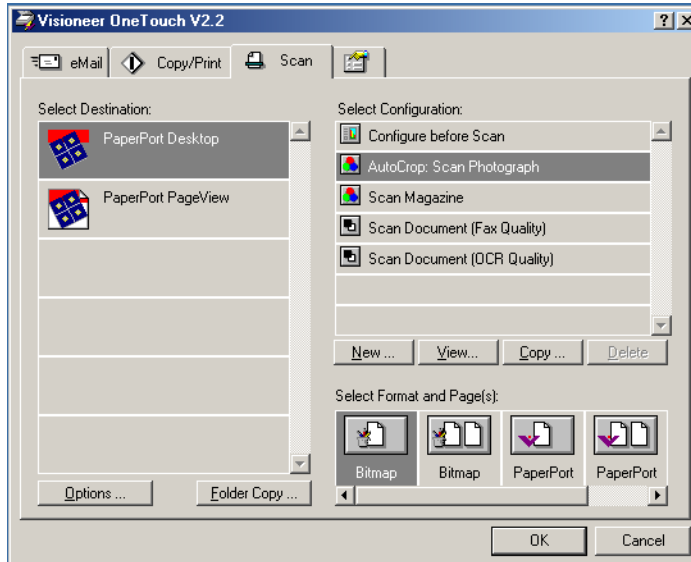 Visioneer OneTouch V2.2
eMail
Copy/Print
Scan
Select Destination:
PaperPort Desktop
PaperPort PageView
Options ...
Folder Copy ...
Select Configuration:
Configure before Scan
AutoCrop: Scan Photograph
Scan Magazine
Scan Document (Fax Quality)
Scan Document (OCR Quality)
New ...
View...
Copy ...
Delete
Select Format and Page(s):
Bitmap
Bitmap
PaperPort
PaperPort
OK
Cancel